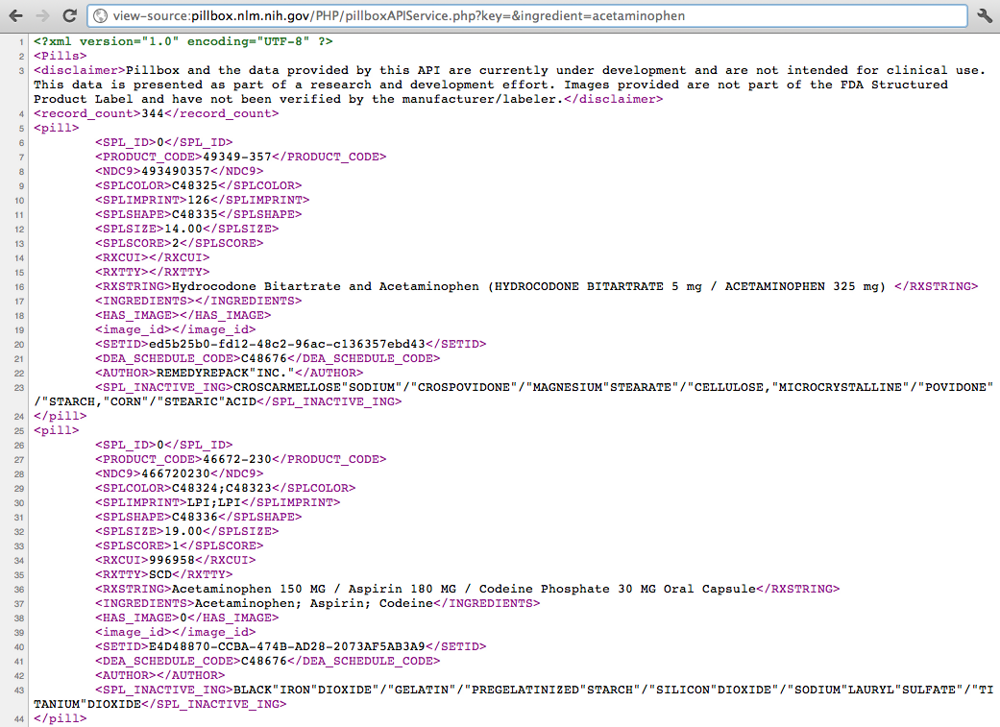 view-source:pillbox.nlm.nih.gov/PHP/pillboxAPIService.php?key=&ingredient=acetaminophen
1 <?xml version="1.0" encoding="UTF-8" ?>
2 <Pills>
3 <disclaimer>Pillbox and the data provided by this API are currently under development and are not intended for clinical use.
This data is presented as part of a research and development effort. Images provided are not part of the FDA Structured
Product Label and have not been verified by the manufacturer/labeler.</disclaimer>
4 <record_count>344</record_count>
5 <pill>
6 <SPL_ID>0</SPL_ID>
7 <PRODUCT_CODE>49349-357</PRODUCT_CODE>
8 <NDC9>493490357</NDC9>
9 <SPLCOLOR>C48325</SPLCOLOR>
10 <SPLIMPRINT>126</SPLIMPRINT>
11 <SPLSHAPE>C48335</SPLSHAPE>
12 <SPLSIZE>14.00</SPLSIZE>
13 <SPLSCORE>2</SPLSCORE>
14 <RXCUI></RXCUI>
15 <RXTTY></RXTTY>
16 <RXSTRING>Hydrocodone Bitartrate and Acetaminophen (HYDROCODONE BITARTRATE 5 mg / ACETAMINOPHEN 325 mg) </RXSTRING>
17 <INGREDIENTS></INGREDIENTS>
18 <HAS_IMAGE></HAS_IMAGE>
19 <image_id></image_id>
20 <SETID>ed5b25b0-fd12-48c2-96ac-c136357ebd43</SETID>
21 <DEA_SCHEDULE_CODE>C48676</DEA_SCHEDULE_CODE>
22 <AUTHOR>REMEDYREPACK"INC."</AUTHOR>
23 <SPL_INACTIVE_ING>CROSCARMELLOSE"SODIUM"/"CROSPOVIDONE"/"MAGNESIUM"STEARATE"/"CELLULOSE,"MICROCRYSTALLINE"/"POVIDONE"
/"STARCH,"CORN"/"STEARIC"ACID</SPL_INACTIVE_ING>
24 </pill>
25 <pill>
26 <SPL_ID>0</SPL_ID>
27 <PRODUCT_CODE>46672-230</PRODUCT_CODE>
28 <NDC9>466720230</NDC9>
29 <SPLCOLOR>C48324;C48323</SPLCOLOR>
30 <SPLIMPRINT>LPI;LPI</SPLIMPRINT>
31 <SPLSHAPE>C48336</SPLSHAPE>
32 <SPLSIZE>19.00</SPLSIZE>
33 <SPLSCORE>1</SPLSCORE>
34 <RXCUI>996958</RXCUI>
35 <RXTTY>SCD</RXTTY>
36 <RXSTRING>Acetaminophen 150 MG / Aspirin 180 MG / Codeine Phosphate 30 MG Oral Capsule</RXSTRING>
37 <INGREDIENTS>Acetaminophen; Aspirin; Codeine</INGREDIENTS>
38 <HAS_IMAGE>0</HAS_IMAGE>
39 <image_id></image_id>
40 <SETID>E4D48870-CCBA-474B-AD28-2073AF5AB3A9</SETID>
41 <DEA_SCHEDULE_CODE>C48676</DEA_SCHEDULE_CODE>
42 <AUTHOR></AUTHOR>
43 <SPL_INACTIVE_ING>BLACK"IRON"DIOXIDE"/"GELATIN"/"PREGELATINIZED"STARCH"/"SILICON"DIOXIDE"/"SODIUM"LAURYL"SULFATE"/"TI
TANIUM"DIOXIDE</SPL_INACTIVE_ING>
44 </pill>